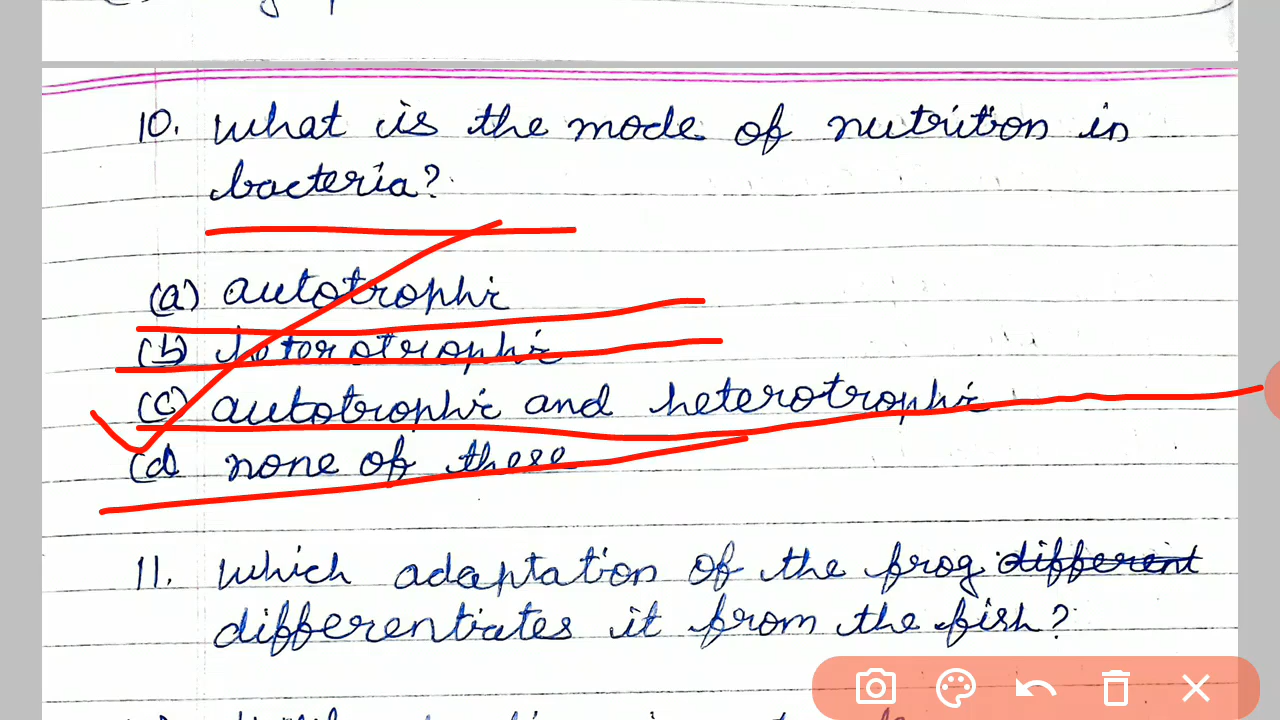 10. What is the mode of nutrition in
bacteria?
(a) autotrophic
(b) heterotrophic
(c) autotrophic and heterotrophic
(d) none of these
11. Which adaptation of the frog different
differentiates it from the fish?